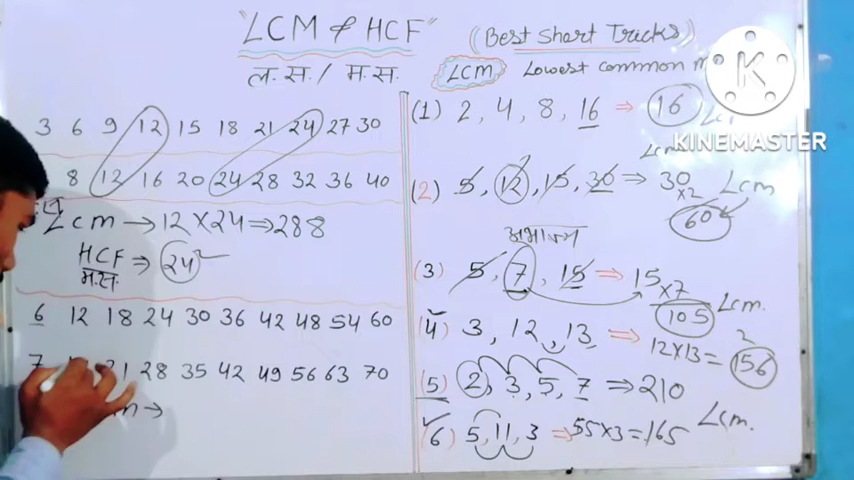 "LCM & HCF"
(Best Short Tricks)
ल.स. / म.स.
LCM Lowest common m
3 6 9 12 15 18 21 24 27 30
8 12 16 20 24 28 32 36 40
Lcm → 12 X 24 ⇒ 288
HCF ⇒ 24
म.स.
6 12 18 24 30 36 42 48 54 60
7 21 28 35 42 49 56 63 70
→
(1) 2, 4, 8, 16 ⇒ 16
(2) 5, 12, 15, 30 ⇒ 30 Lcm
x2
60
अभाज्य
(3) 5, 7, 15 ⇒ 15
x7
105 Lcm.
(4) 3, 12, 13 ⇒
12x13= 156
(5) 2, 3, 5, 7 ⇒ 210
(6) 5, 11, 3 ⇒ 55x3=165 Lcm.
K
KINEMASTER